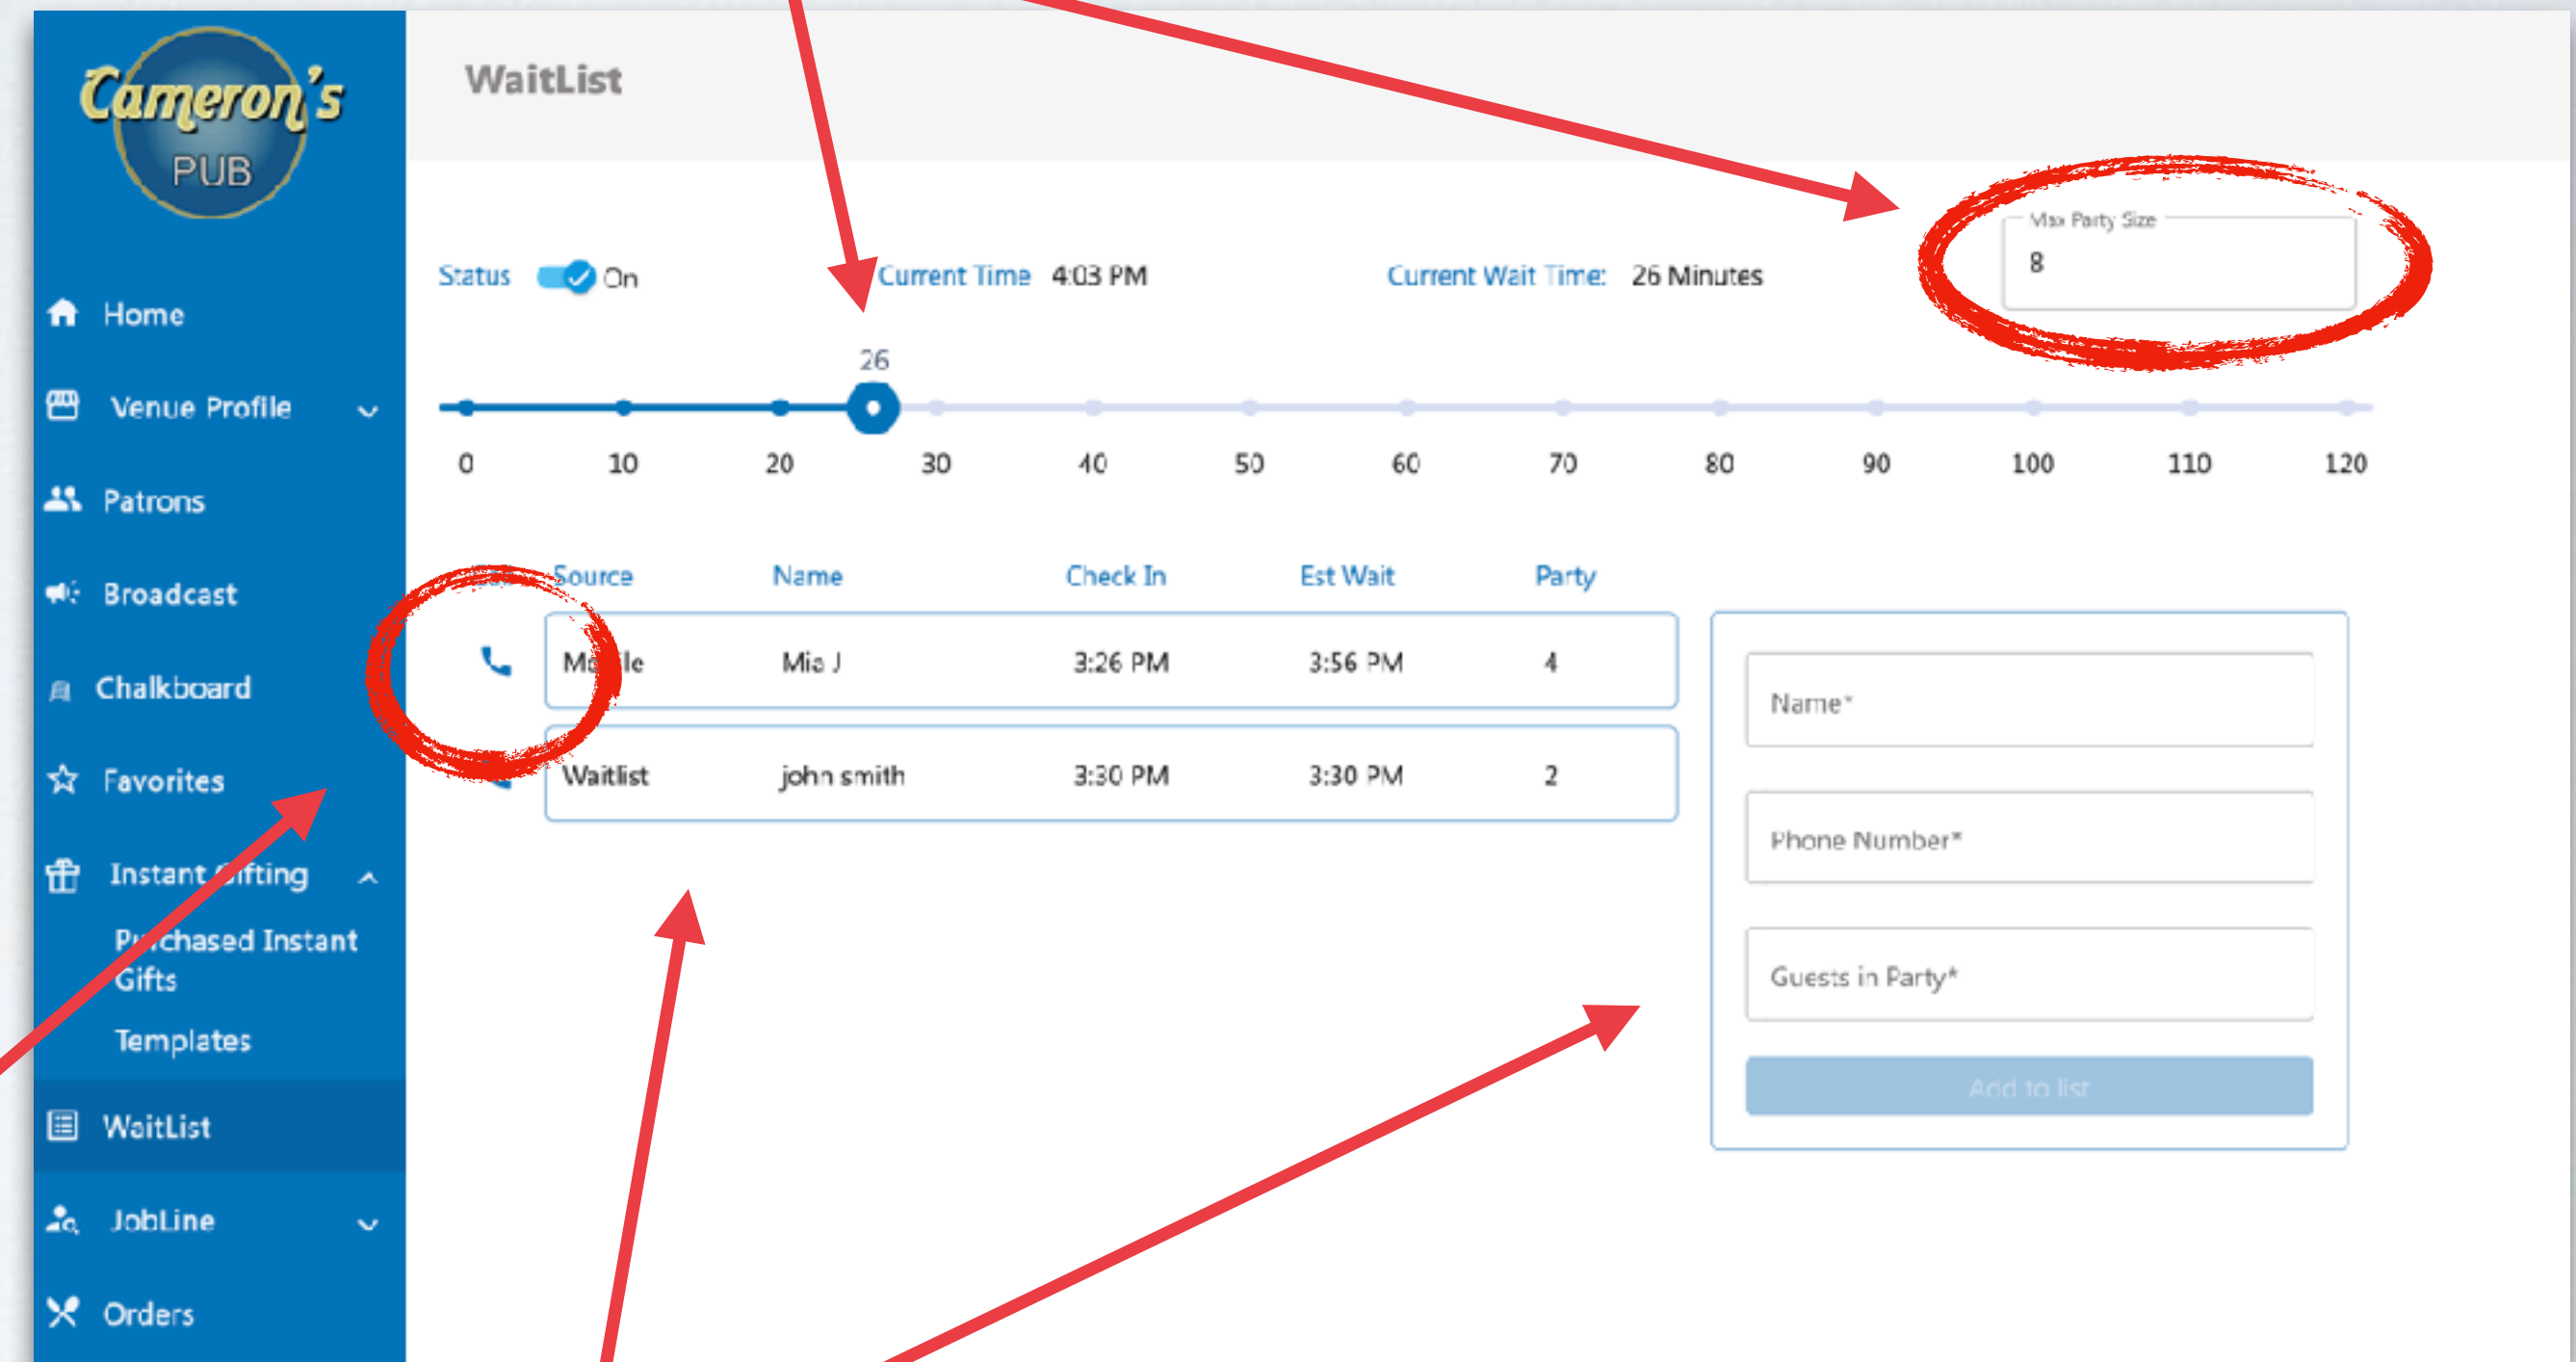 Cameron's
PUB
Home
Venue Profile
Patrons
Broadcast
Chalkboard
Favorites
Instant Gifting
Purchased Instant
Gifts
Templates
WaitList
JobLine
Orders
WaitList
Status On Current Time 4:03 PM Current Wait Time: 26 Minutes
Max Party Size
8
26
0 10 20 30 40 50 60 70 80 90 100 110 120
Source Name Check In Est Wait Party
Mobile Mia J 3:26 PM 3:56 PM 4
Waitlist john smith 3:30 PM 3:30 PM 2
Name*
Phone Number*
Guests in Party*
Add to list